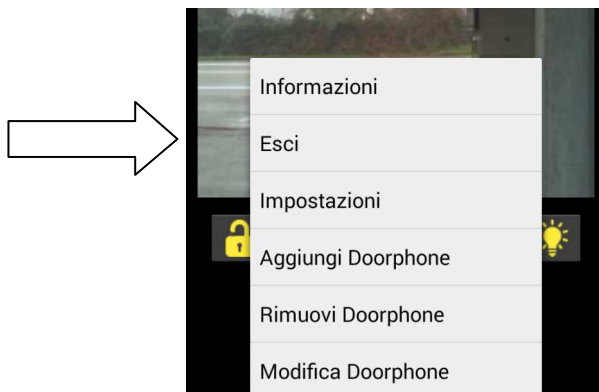 Informazioni
Esci
Impostazioni
Aggiungi Doorphone
Rimuovi Doorphone
Modifica Doorphone